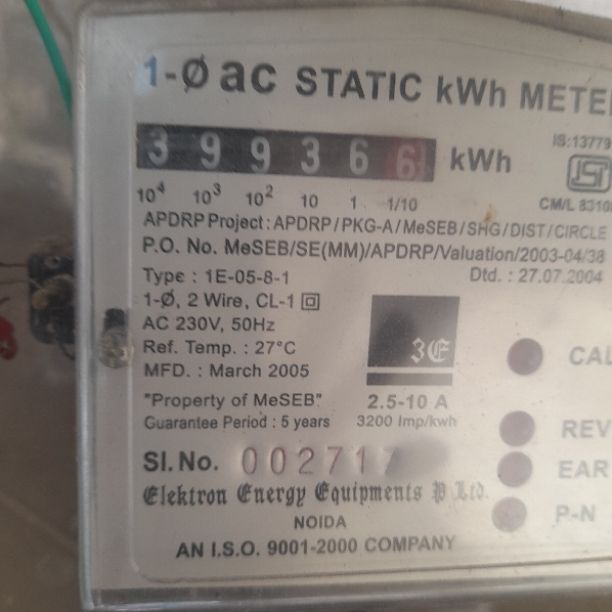 1-Ø ac STATIC kWh METE
IS:13779
3 9 9 3 6 6 kWh
10⁴ 10³ 10² 10 1 1/10
CM/L 8310
APDRP Project : APDRP / PKG-A / MeSEB / SHG / DIST / CIRCLE
P.O. No. MeSEB/SE(MM)/APDRP/Valuation/2003-04/38
Dtd. : 27.07.2004
Type : 1E-05-8-1
1-Ø, 2 Wire, CL-1
AC 230V, 50Hz
Ref. Temp. : 27°C
MFD. : March 2005
3E
CAL
"Property of MeSEB" 2.5-10 A
Guarantee Period : 5 years 3200 Imp/kwh
REV
Sl. No. 002717
EAR
Elektron Energy Equipments P Ltd.
P-N
NOIDA
AN I.S.O. 9001-2000 COMPANY